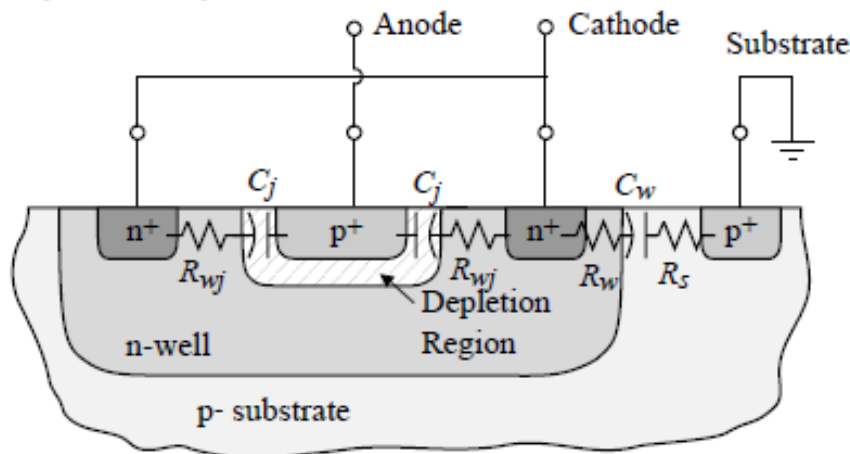 Anode
Cathode
Substrate
Cj
Cj
Cw
n+
p+
n+
p+
Rwj
Rwj
Rw
Rs
Depletion
Region
n-well
p- substrate